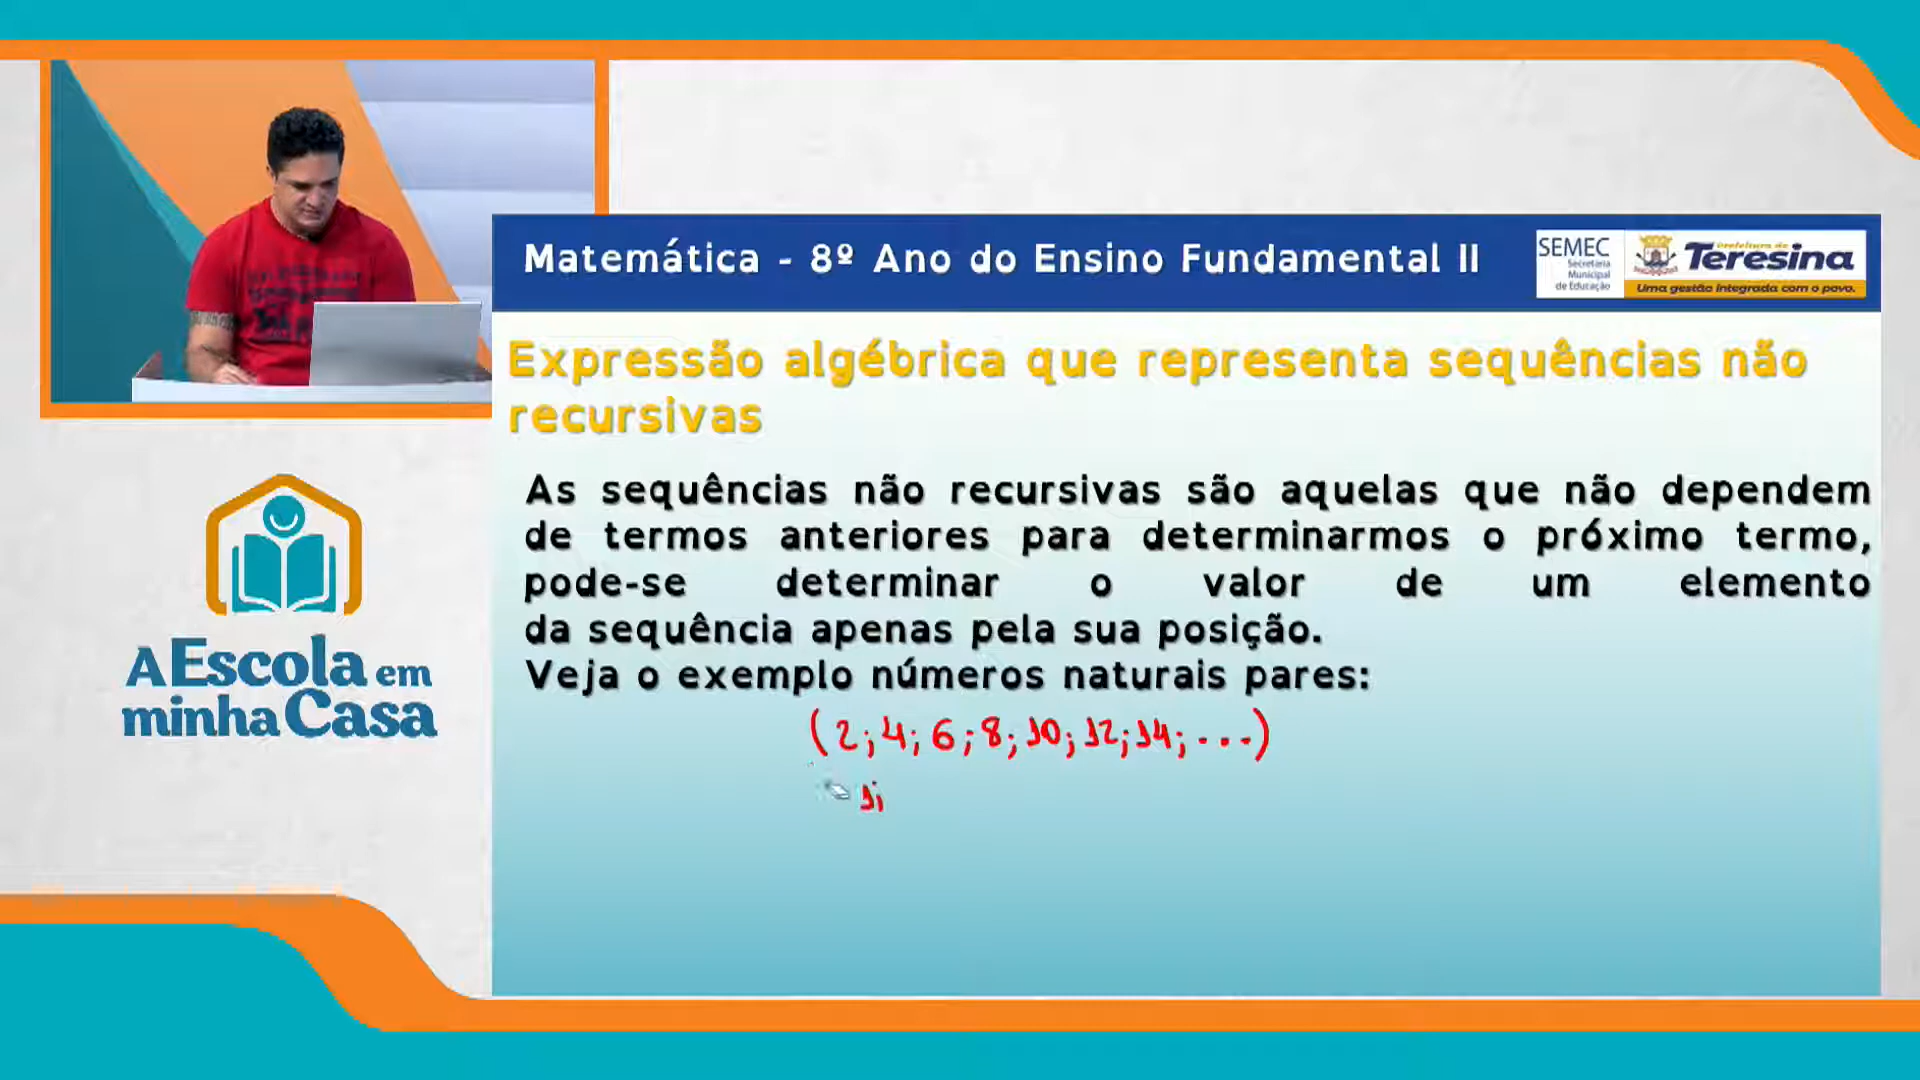 Matemática - 8º Ano do Ensino Fundamental II
SEMEC
Secretaria
Municipal
de Educação
Prefeitura de
Teresina
Uma gestão integrada com o povo.
Expressão algébrica que representa sequências não
recursivas
As sequências não recursivas são aquelas que não dependem
de termos anteriores para determinarmos o próximo termo,
pode-se determinar o valor de um elemento
da sequência apenas pela sua posição.
Veja o exemplo números naturais pares:
(2; 4; 6; 8; 10; 12; 14; ...)
A Escola em
minha Casa